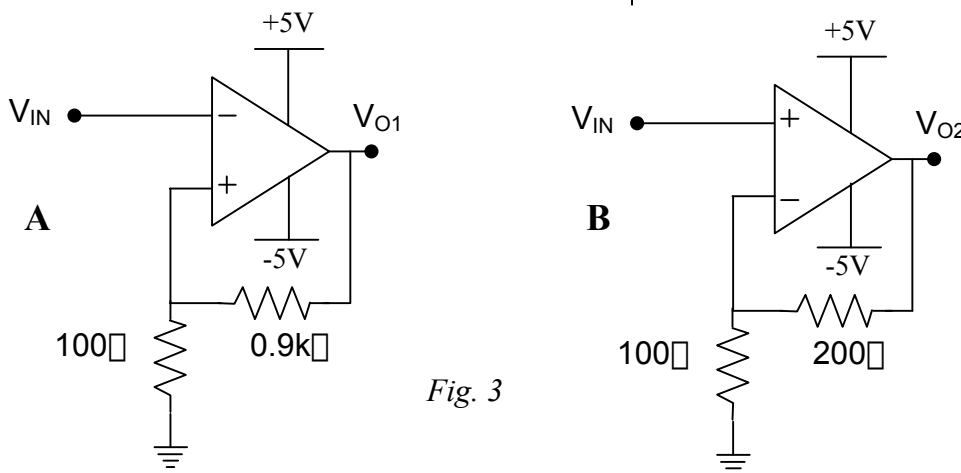 +5V
V_IN
−
V_O1
+
A
-5V
100▯
0.9k▯
+5V
V_IN
+
V_O2
−
B
-5V
100▯
200▯
Fig. 3